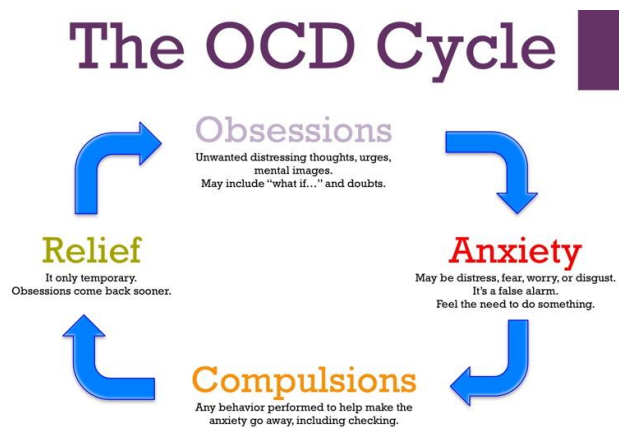 The OCD Cycle
Obsessions
Unwanted distressing thoughts, urges,
mental images.
May include “what if…” and doubts.
Relief
It only temporary.
Obsessions come back sooner.
Anxiety
May be distress, fear, worry, or disgust.
It’s a false alarm.
Feel the need to do something.
Compulsions
Any behavior performed to help make the
anxiety go away, including checking.